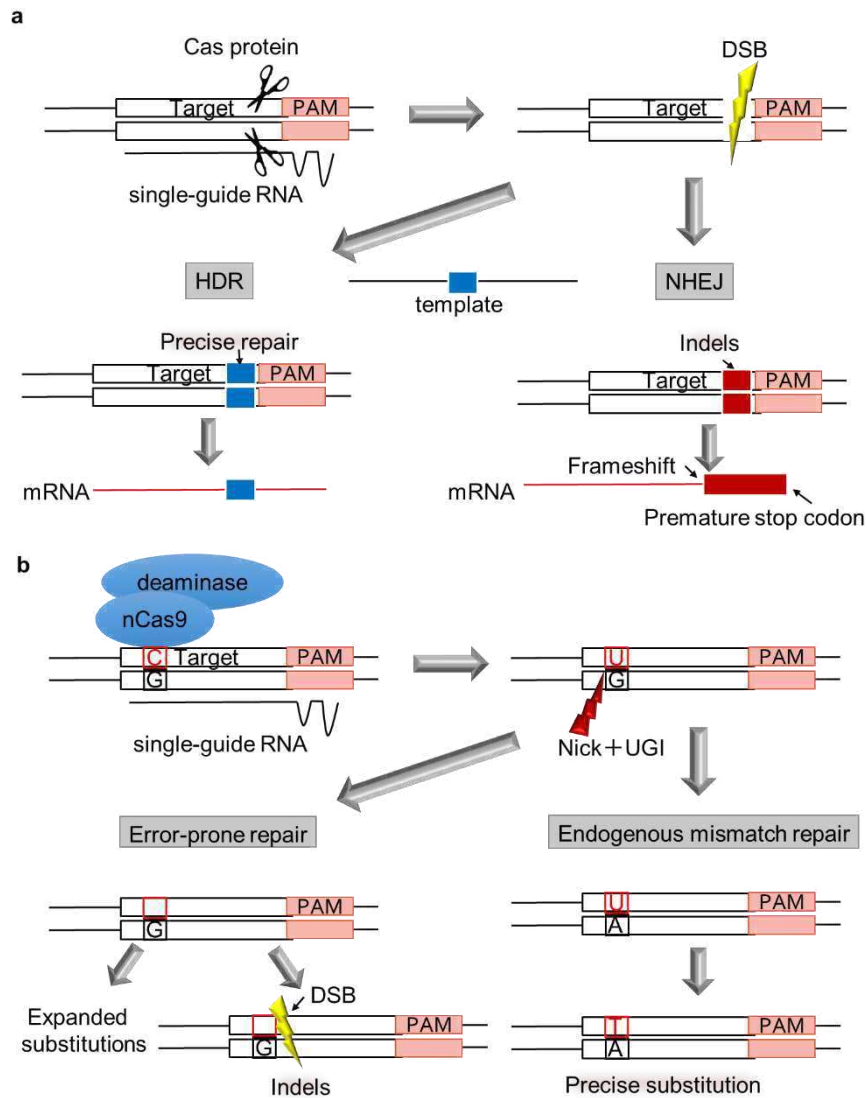 a
Cas protein
DSB
Target PAM
Target PAM
single-guide RNA
HDR
template
NHEJ
Precise repair
Indels
Target PAM
Target PAM
mRNA
Frameshift
mRNA
Premature stop codon
b
deaminase
nCas9
C Target PAM
U PAM
G
G
single-guide RNA
Nick+UGI
Error-prone repair
Endogenous mismatch repair
PAM
U PAM
G
A
DSB
Expanded
substitutions
PAM
T PAM
G
A
Indels
Precise substitution